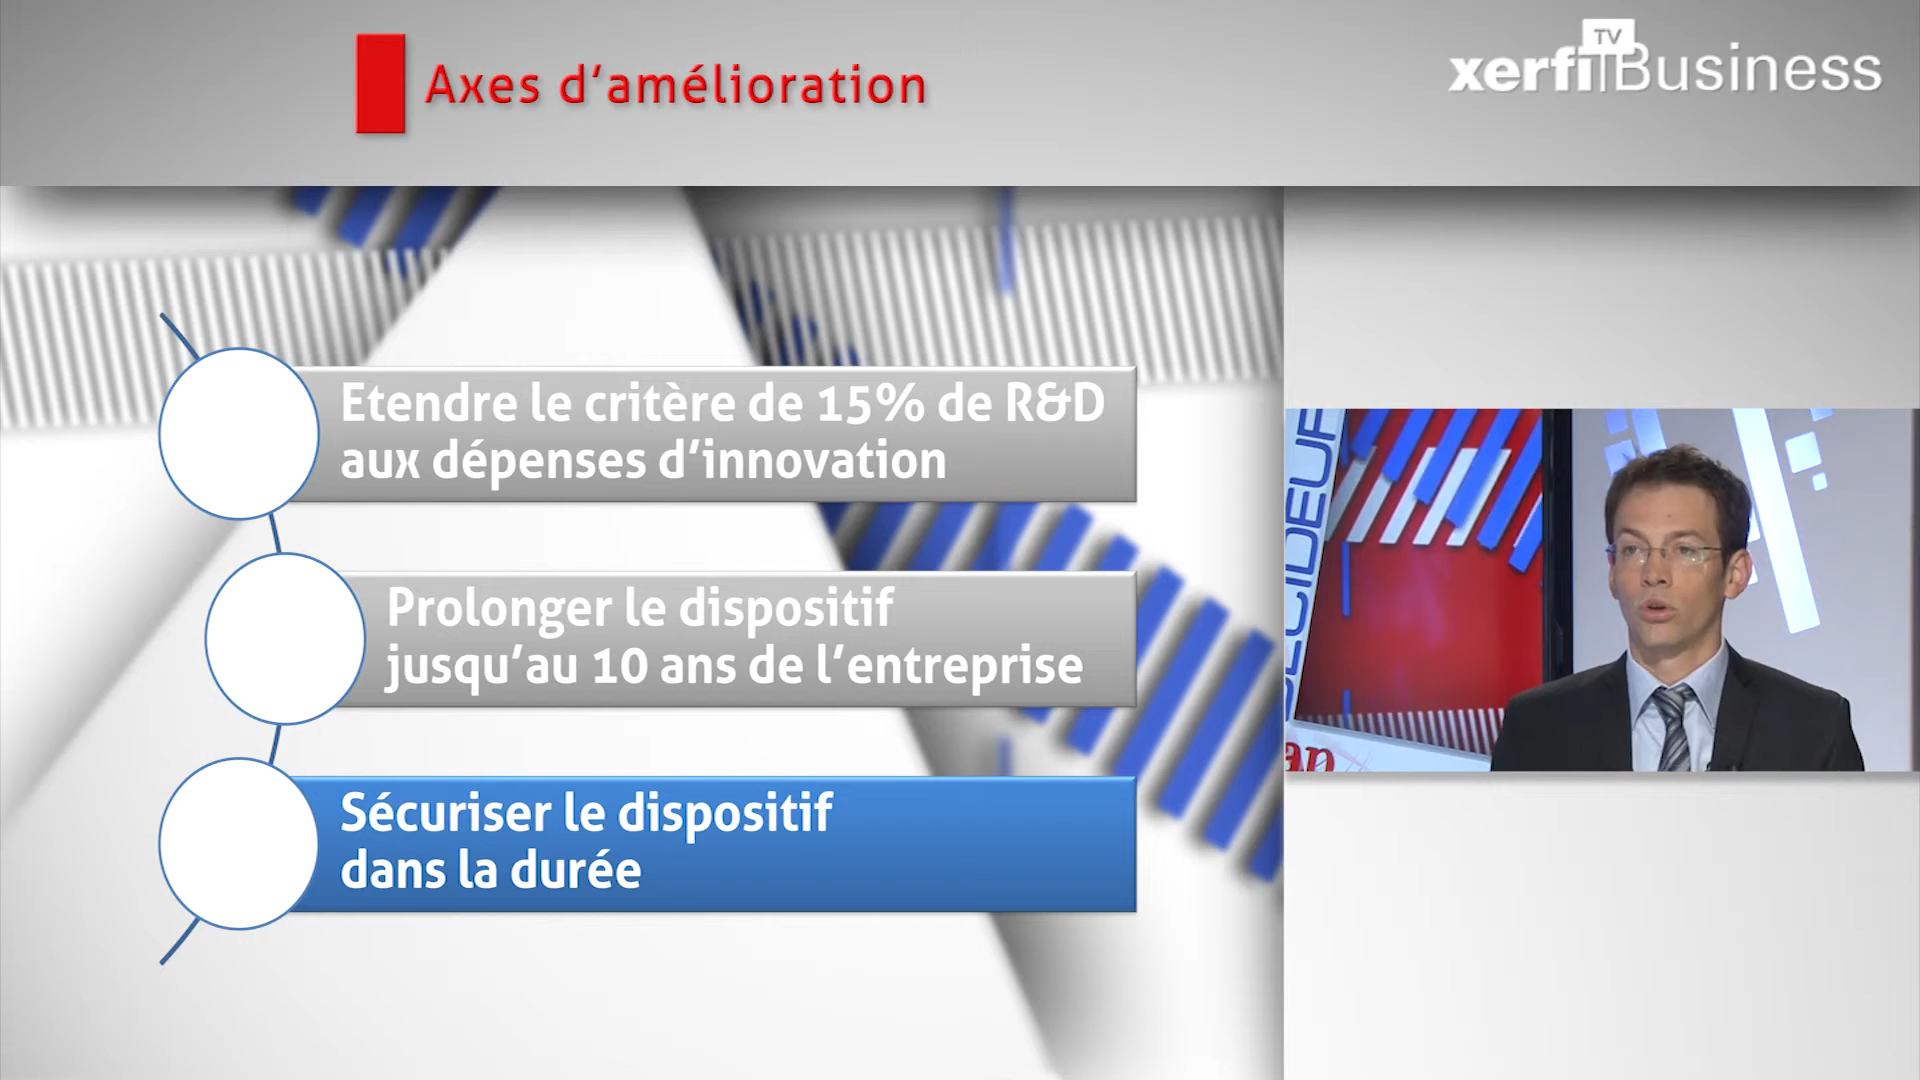 Axes d’amélioration
xerfi TV Business
Etendre le critère de 15% de R&D
aux dépenses d’innovation
Prolonger le dispositif
jusqu’au 10 ans de l’entreprise
Sécuriser le dispositif
dans la durée